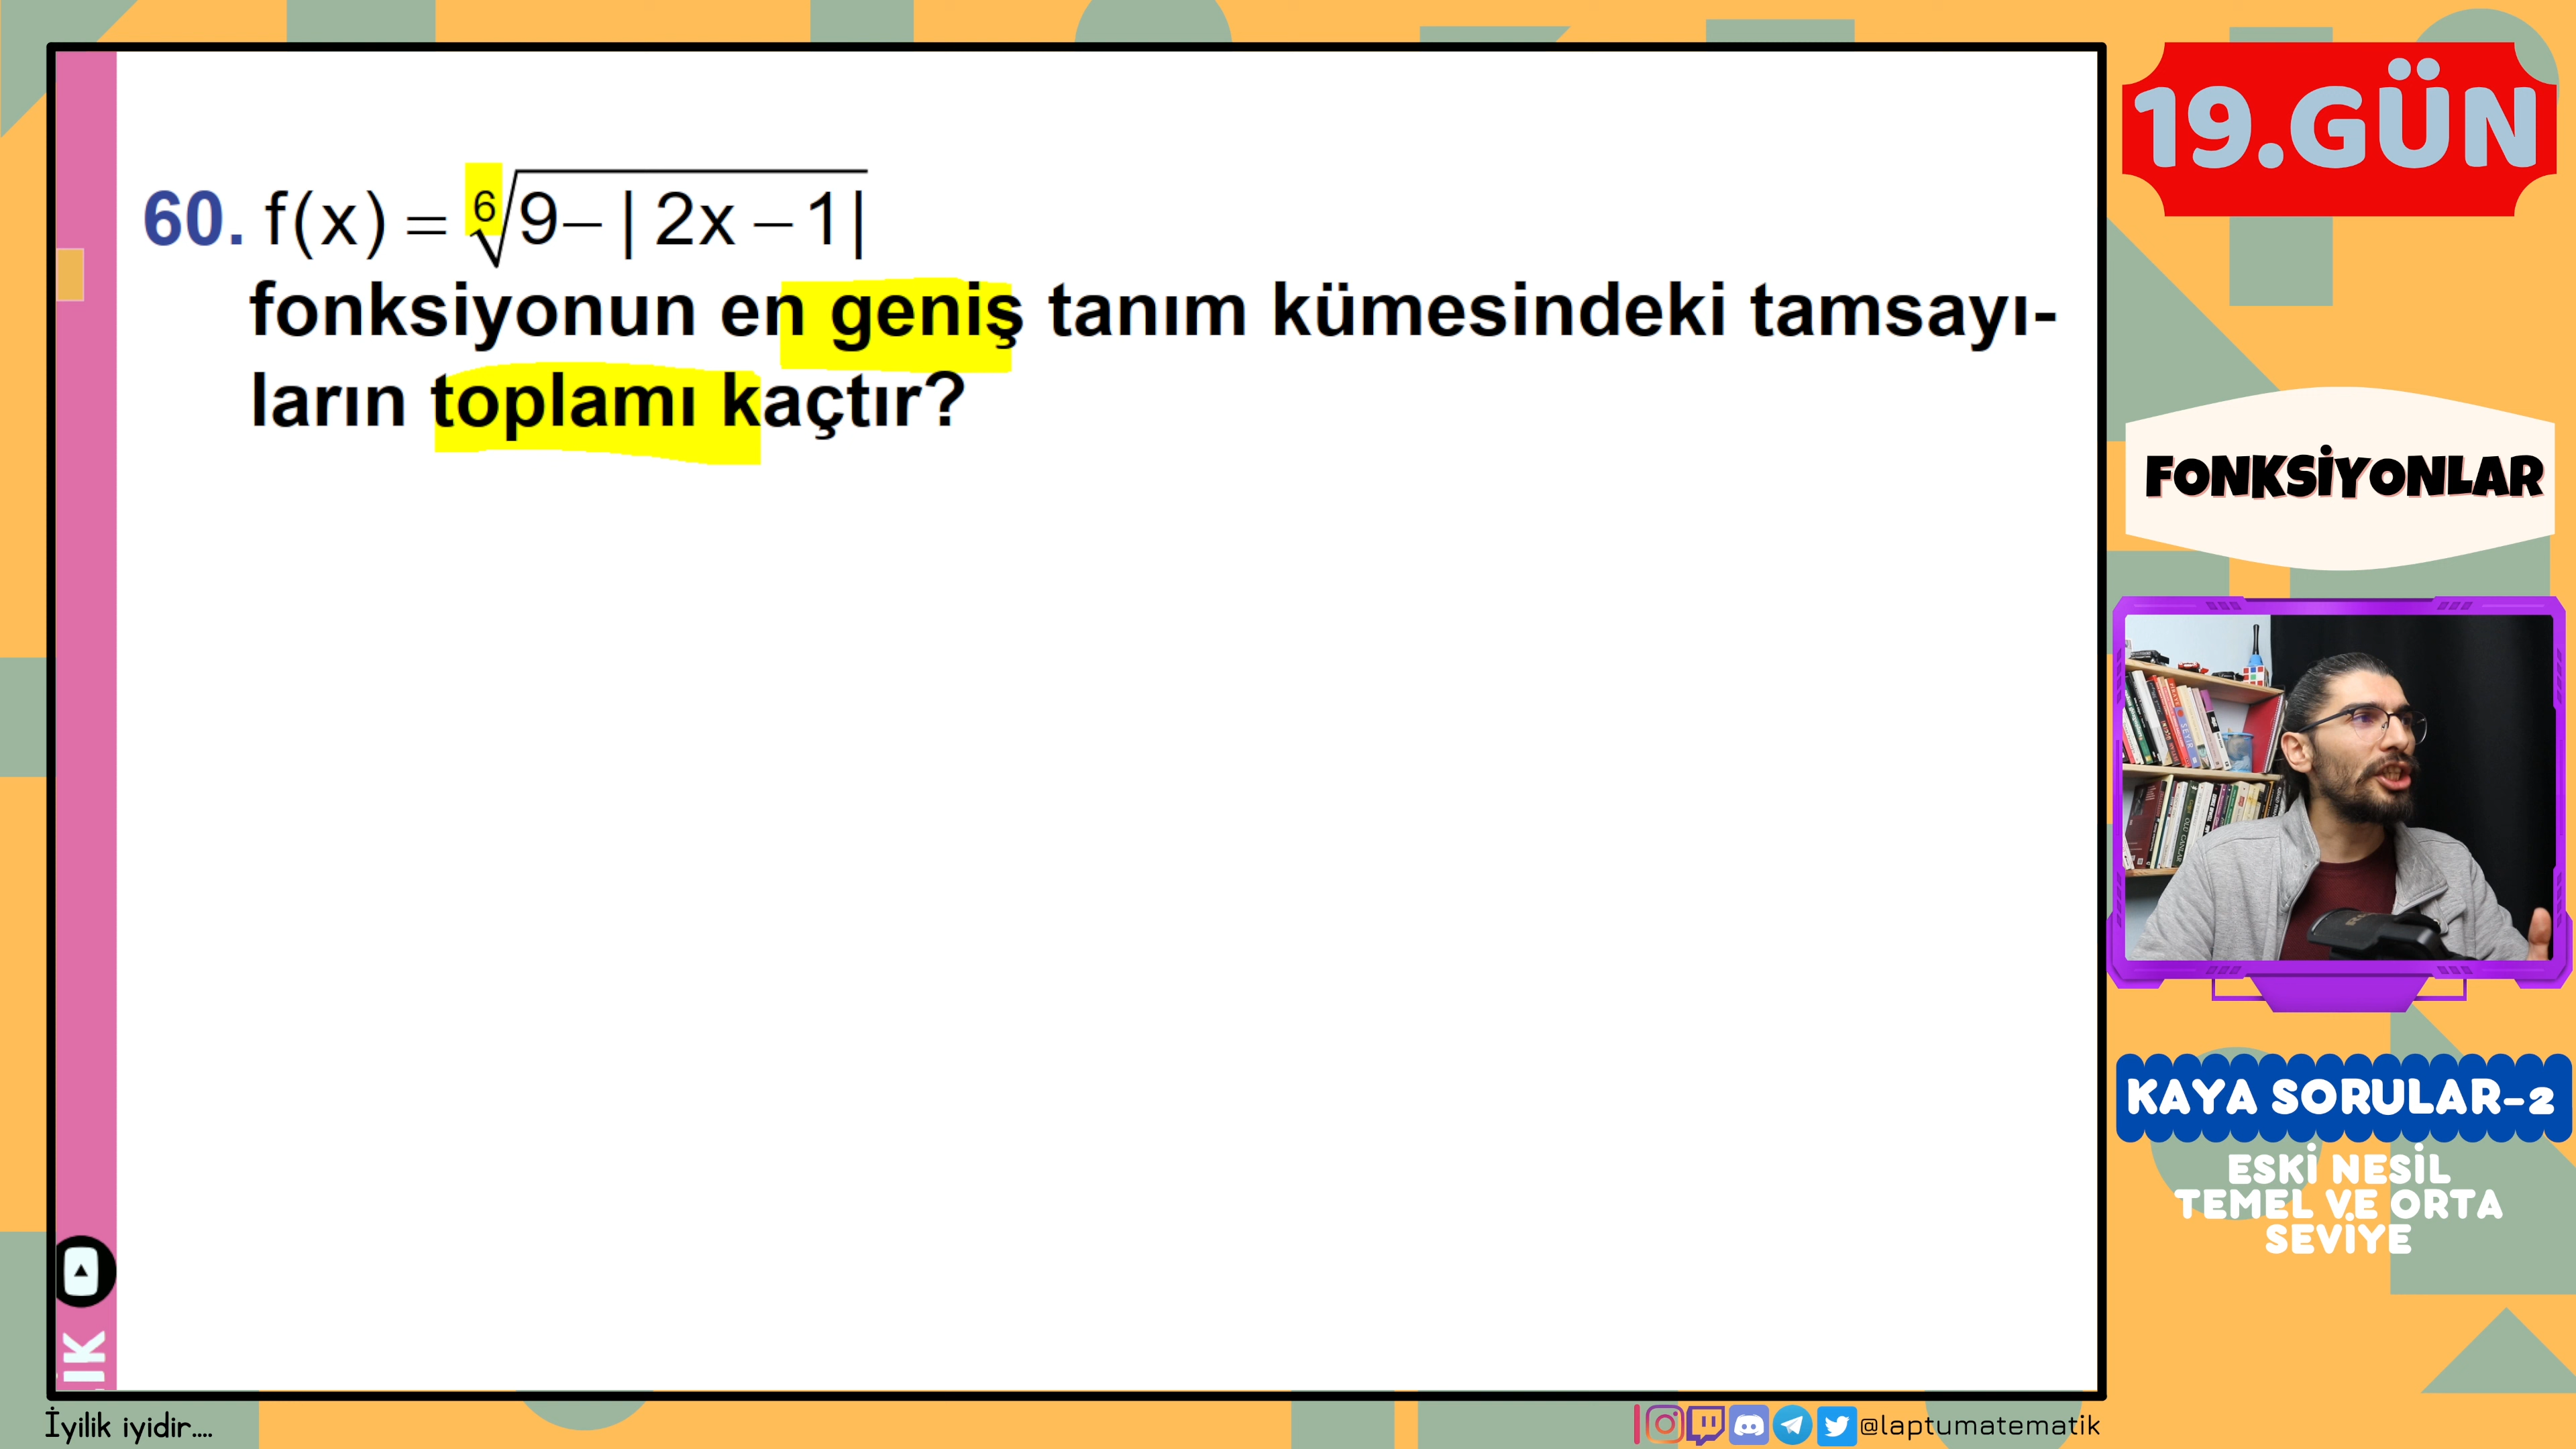 19.GÜN
60. f(x) = ⁶√9– | 2x – 1|
fonksiyonun en geniş tanım kümesindeki tamsayı-
ların toplamı kaçtır?
FONKSİYONLAR
KAYA SORULAR-2
ESKİ NESİL
TEMEL VE ORTA
SEVİYE
İK
İyilik iyidir....
@laptumatematik